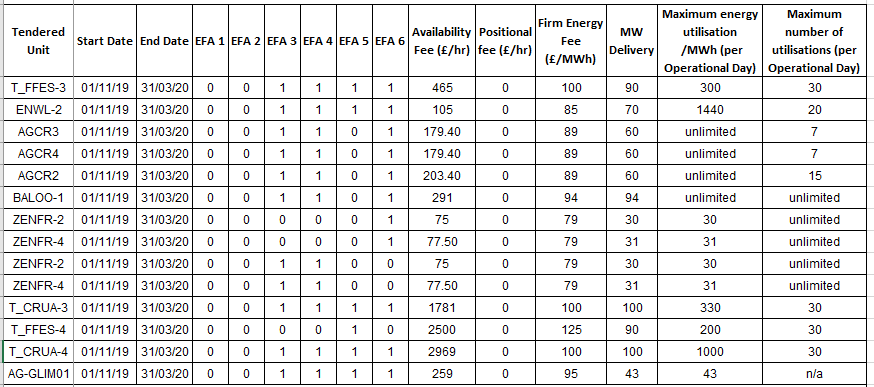 Tendered Unit Start Date End Date EFA 1 EFA 2 EFA 3 EFA 4 EFA 5 EFA 6 Availability Fee (£/hr) Positional fee (£/hr) Firm Energy Fee (£/MWh) MW Delivery Maximum energy utilisation /MWh (per Operational Day) Maximum number of utilisations (per Operational Day)
T_FFES-3 01/11/19 31/03/20 0 0 1 1 1 1 465 0 100 90 300 30
ENWL-2 01/11/19 31/03/20 0 0 1 1 1 1 105 0 85 70 1440 20
AGCR3 01/11/19 31/03/20 0 0 1 1 0 1 179.40 0 89 60 unlimited 7
AGCR4 01/11/19 31/03/20 0 0 1 1 0 1 179.40 0 89 60 unlimited 7
AGCR2 01/11/19 31/03/20 0 0 1 1 0 1 203.40 0 89 60 unlimited 15
BALOO-1 01/11/19 31/03/20 0 0 1 1 0 1 291 0 94 94 unlimited unlimited
ZENFR-2 01/11/19 31/03/20 0 0 0 0 0 1 75 0 79 30 30 unlimited
ZENFR-4 01/11/19 31/03/20 0 0 0 0 0 1 77.50 0 79 31 31 unlimited
ZENFR-2 01/11/19 31/03/20 0 0 1 1 0 0 75 0 79 30 30 unlimited
ZENFR-4 01/11/19 31/03/20 0 0 1 1 0 0 77.50 0 79 31 31 unlimited
T_CRUA-3 01/11/19 31/03/20 0 0 1 1 1 1 1781 0 100 100 330 30
T_FFES-4 01/11/19 31/03/20 0 0 0 0 1 0 2500 0 125 90 200 30
T_CRUA-4 01/11/19 31/03/20 0 0 1 1 1 1 2969 0 100 100 1000 30
AG-GLIM01 01/11/19 31/03/20 0 0 1 1 1 1 259 0 95 43 43 n/a